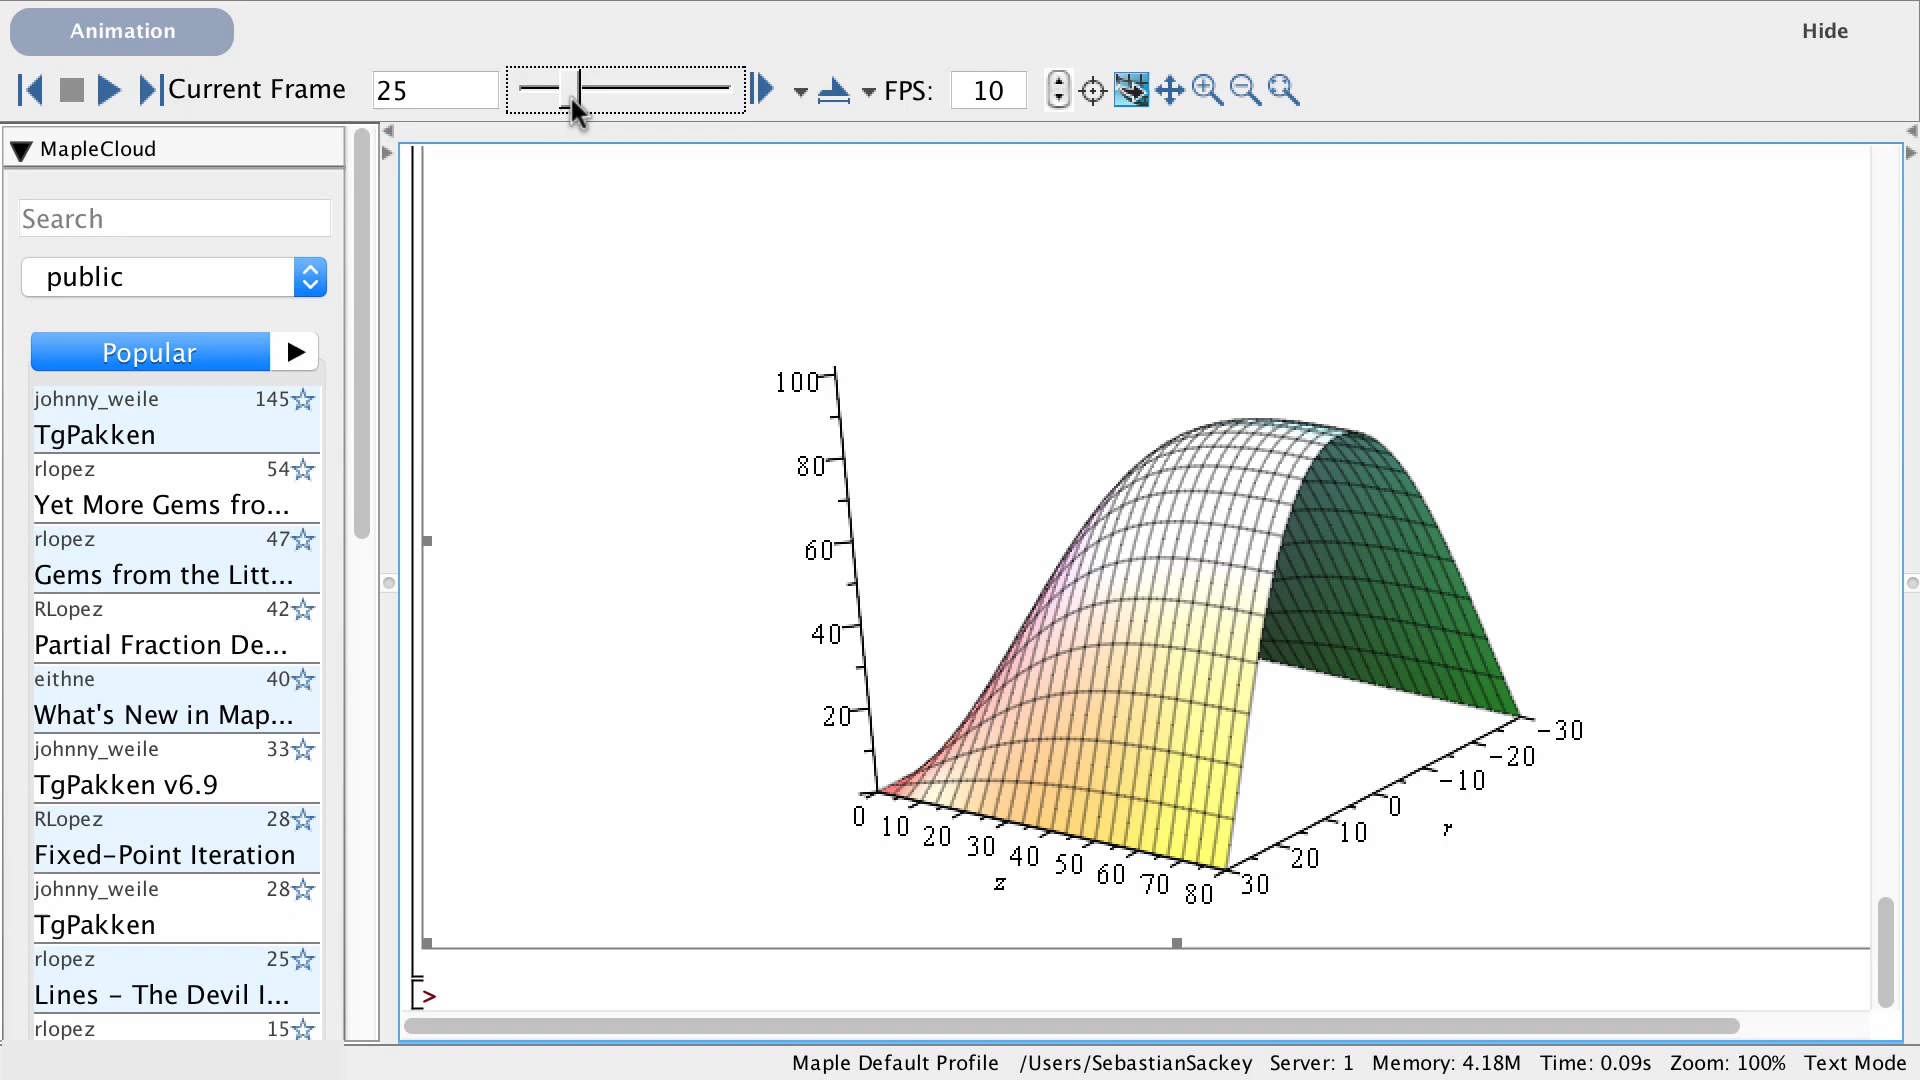 Animation
Hide
Current Frame 25 FPS: 10
MapleCloud
Search
public
Popular
johnny_weile 145
TgPakken
rlopez 54
Yet More Gems fro...
rlopez 47
Gems from the Litt...
RLopez 42
Partial Fraction De...
eithne 40
What's New in Map...
johnny_weile 33
TgPakken v6.9
RLopez 28
Fixed-Point Iteration
johnny_weile 28
TgPakken
rlopez 25
Lines - The Devil I...
rlopez 15
100
80
60
40
20
0 10 20 30 40 50 60 70 80
z
30 20 10 0 -10 -20 -30
r
>
Maple Default Profile /Users/SebastianSackey Server: 1 Memory: 4.18M Time: 0.09s Zoom: 100% Text Mode